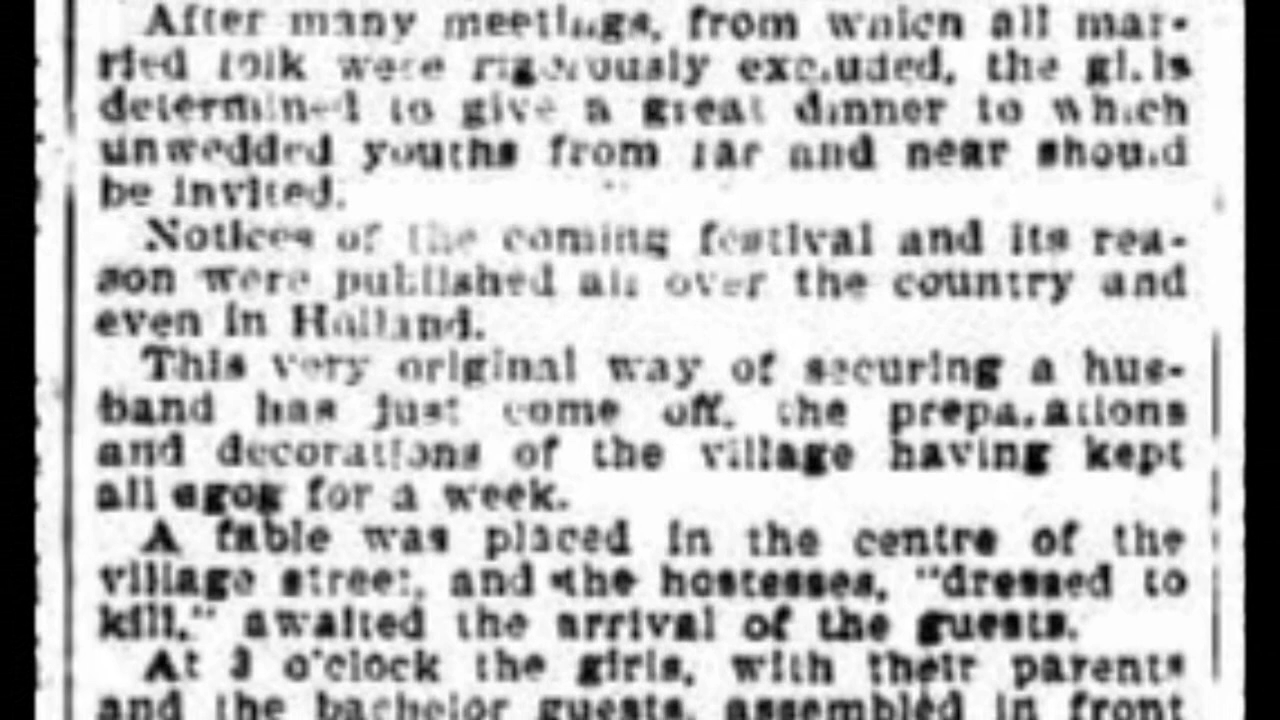 After many meetings, from which all mar-
ried folk were rigorously excluded, the girls
determined to give a great dinner to which
unwedded youths from far and near should
be invited.
Notices of the coming festival and its rea-
son were published all over the country and
even in Holland.
This very original way of securing a hus-
band has just come off, the preparations
and decorations of the village having kept
all agog for a week.
A table was placed in the centre of the
village street, and the hostesses, "dressed to
kill," awaited the arrival of the guests.
At 3 o'clock the girls, with their parents
and the bachelor guests, assembled in front